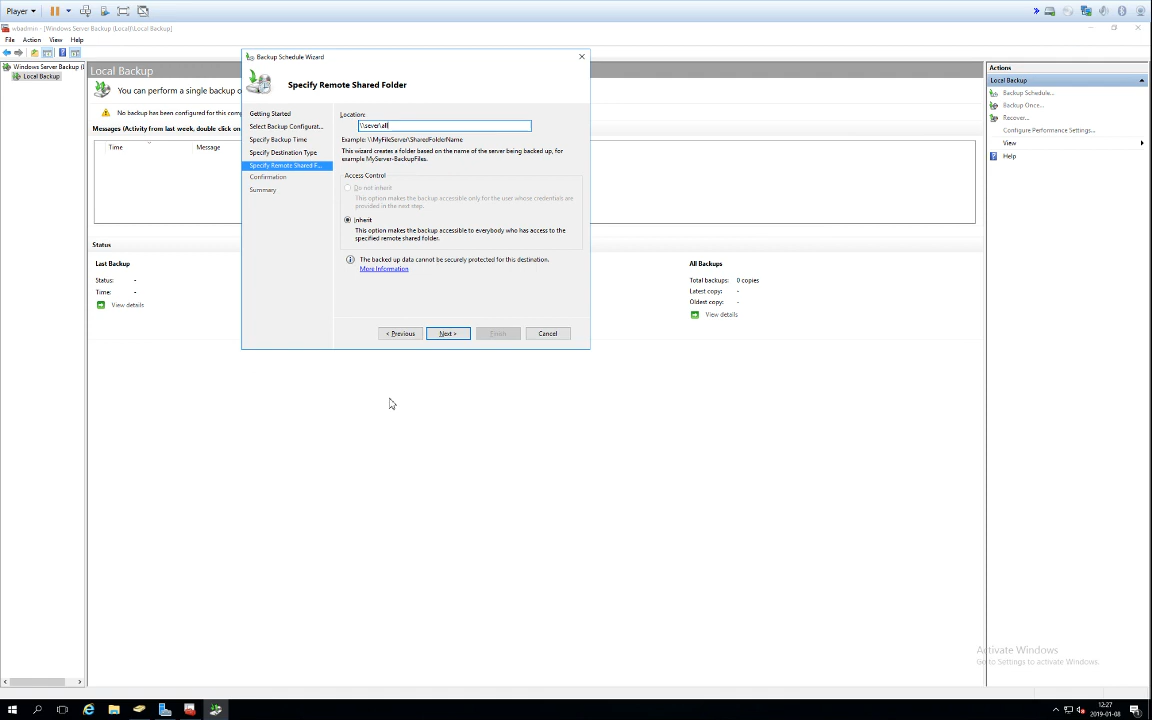 Player
wbadmin - [Windows Server Backup (Local)\Local Backup]
File Action View Help
Windows Server Backup (L
Local Backup
Local Backup
You can perform a single backup o
No backup has been configured for this comp
Messages (Activity from last week, double click on
Time
Message
Status
Last Backup
Status: -
Time: -
View details
All Backups
Total backups: 0 copies
Latest copy: -
Oldest copy: -
View details
Backup Schedule Wizard
Specify Remote Shared Folder
Getting Started
Select Backup Configurat...
Specify Backup Time
Specify Destination Type
Specify Remote Shared F...
Confirmation
Summary
Location:
\\sever\all
Example: \\MyFileServer\SharedFolderName
This wizard creates a folder based on the name of the server being backed up, for
example MyServer-BackupFiles.
Access Control
Do not inherit
This option makes the backup accessible only for the user whose credentials are
provided in the next step.
Inherit
This option makes the backup accessible to everybody who has access to the
specified remote shared folder.
The backed up data cannot be securely protected for this destination.
More Information
< Previous
Next >
Finish
Cancel
Actions
Local Backup
Backup Schedule...
Backup Once...
Recover...
Configure Performance Settings...
View
Help
Activate Windows
Go to Settings to activate Windows.
12:27
2019-01-08